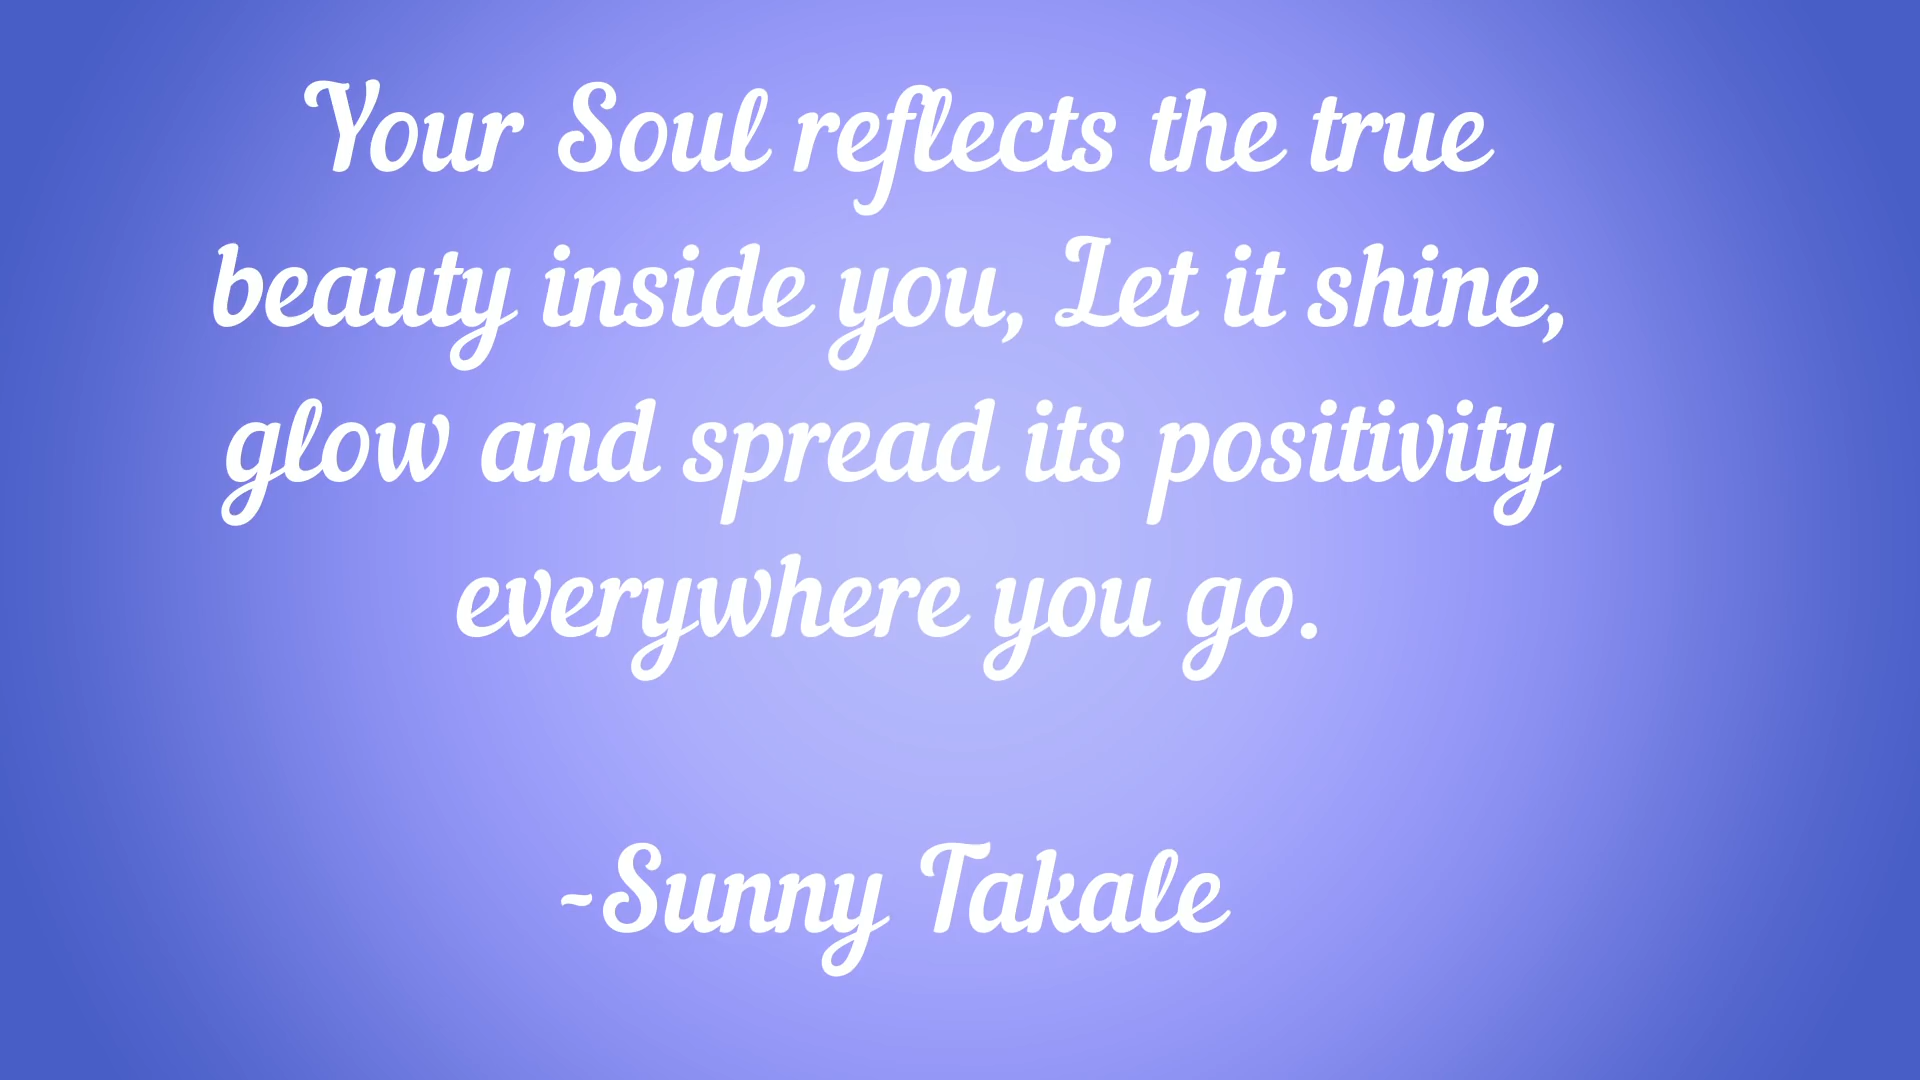 Your Soul reflects the true
beauty inside you, Let it shine,
glow and spread its positivity
everywhere you go.
~Sunny Takale